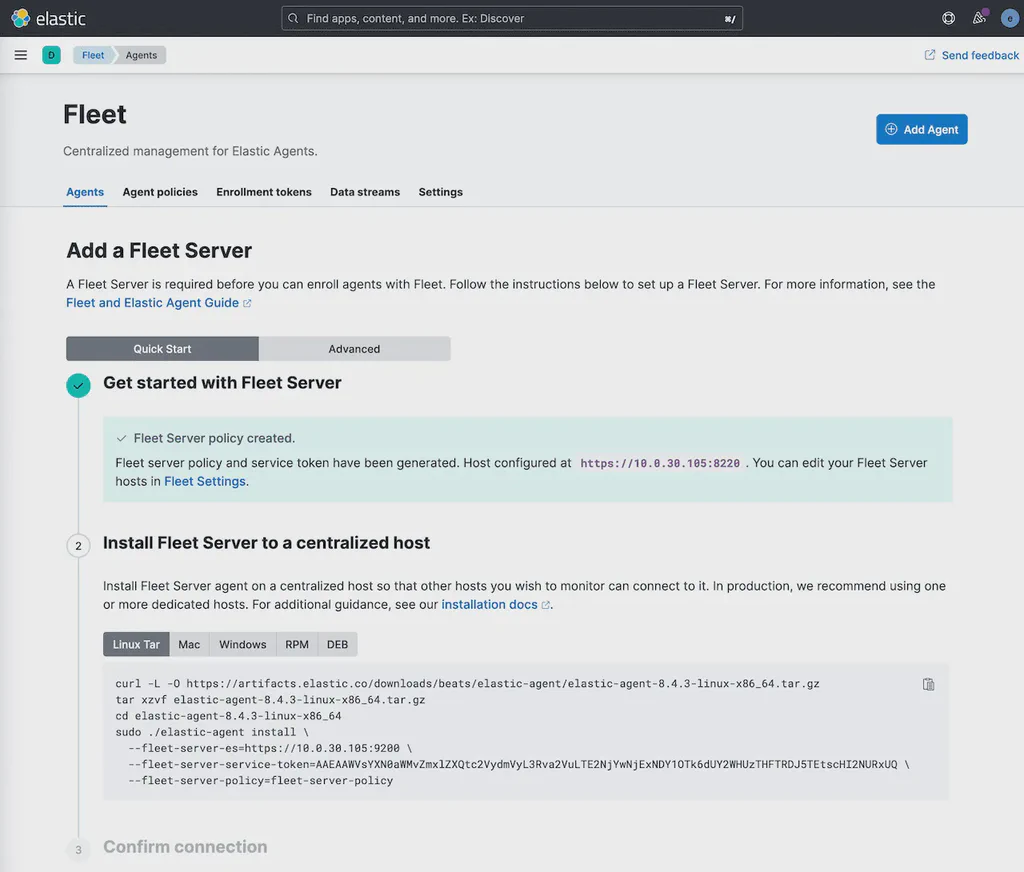 elastic
Find apps, content, and more. Ex: Discover
⌘/
e
D
Fleet
Agents
Send feedback
Fleet
Add Agent
Centralized management for Elastic Agents.
Agents
Agent policies
Enrollment tokens
Data streams
Settings
Add a Fleet Server
A Fleet Server is required before you can enroll agents with Fleet. Follow the instructions below to set up a Fleet Server. For more information, see the
Fleet and Elastic Agent Guide
Quick Start
Advanced
Get started with Fleet Server
Fleet Server policy created.
Fleet server policy and service token have been generated. Host configured at https://10.0.30.105:8220 . You can edit your Fleet Server
hosts in Fleet Settings.
2
Install Fleet Server to a centralized host
Install Fleet Server agent on a centralized host so that other hosts you wish to monitor can connect to it. In production, we recommend using one
or more dedicated hosts. For additional guidance, see our installation docs.
Linux Tar
Mac
Windows
RPM
DEB
curl -L -O https://artifacts.elastic.co/downloads/beats/elastic-agent/elastic-agent-8.4.3-linux-x86_64.tar.gz
tar xzvf elastic-agent-8.4.3-linux-x86_64.tar.gz
cd elastic-agent-8.4.3-linux-x86_64
sudo ./elastic-agent install \
--fleet-server-es=https://10.0.30.105:9200 \
--fleet-server-service-token=AAEAAWVsYXN0aWMvZmxlZXQtc2VydmVyL3Rva2VuLTE2NjYwNjExNDY1OTk6dUY2WHUzTHFTRDJ5TEtscHI2NURxUQ \
--fleet-server-policy=fleet-server-policy
3
Confirm connection